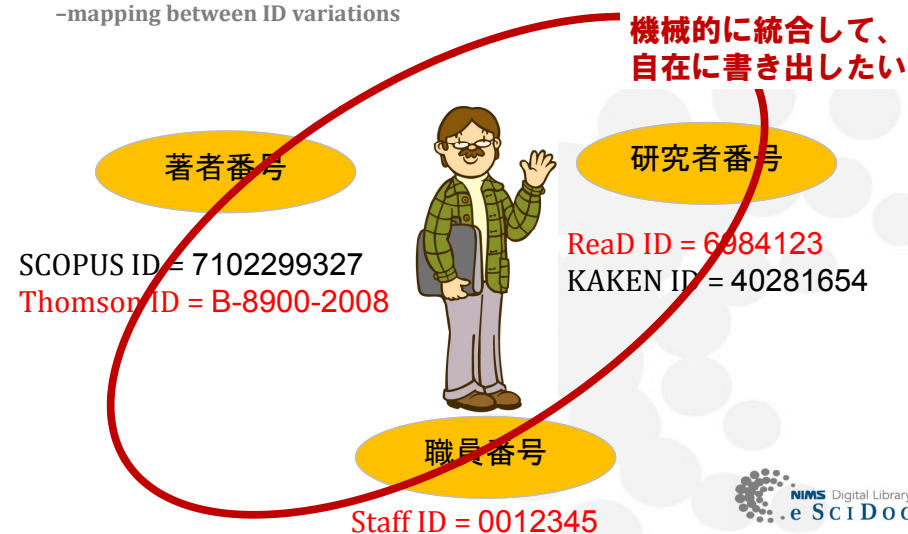 –mapping between ID variations
機械的に統合して、
自在に書き出したい
著者番号
研究者番号
SCOPUS ID = 7102299327
Thomson ID = B-8900-2008
ReaD ID = 6984123
KAKEN ID = 40281654
職員番号
Staff ID = 0012345
NIMS Digital Library
e SciDoc